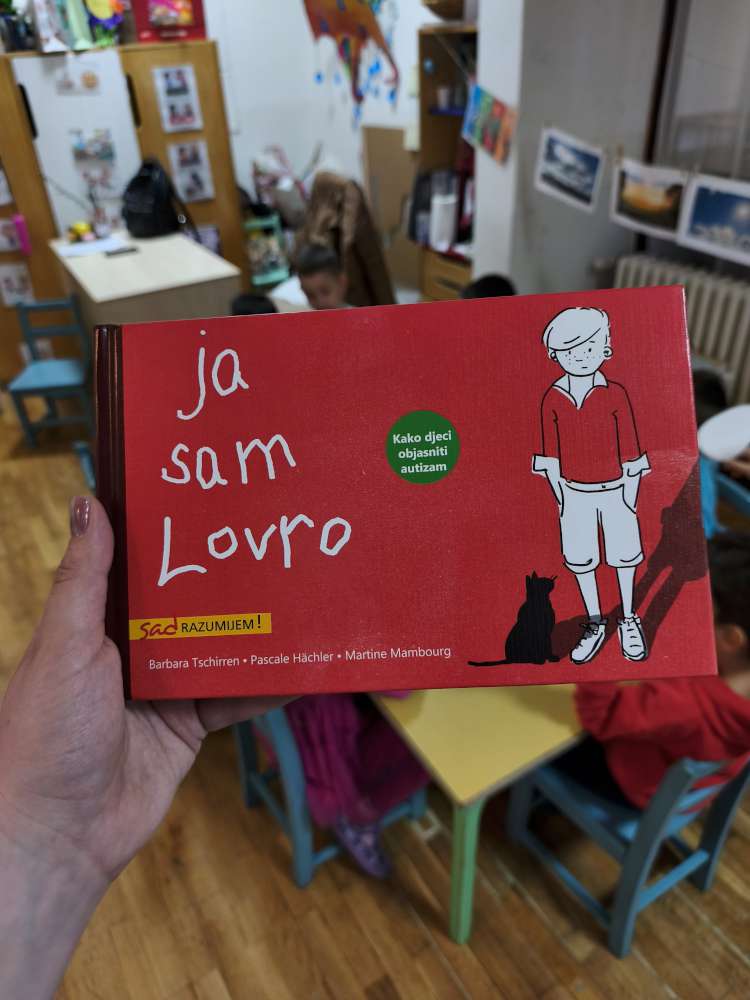 ja
sam
Lovro
Kako djeci
objasniti
autizam
sad RAZUMIJEM!
Barbara Tschirren • Pascale Hächler • Martine Mambourg